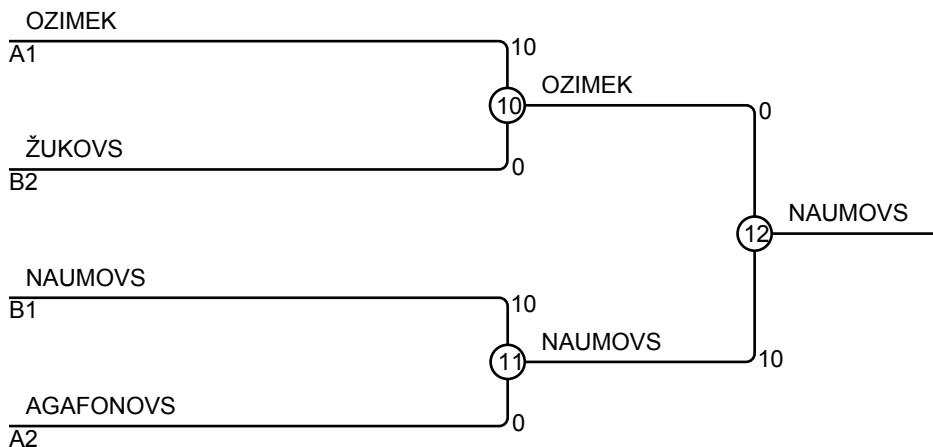 OZIMEK
A1
10
10
OZIMEK
0
ŽUKOVS
0
B2
12
NAUMOVS
NAUMOVS
B1
10
11
NAUMOVS
10
AGAFONOVS
0
A2